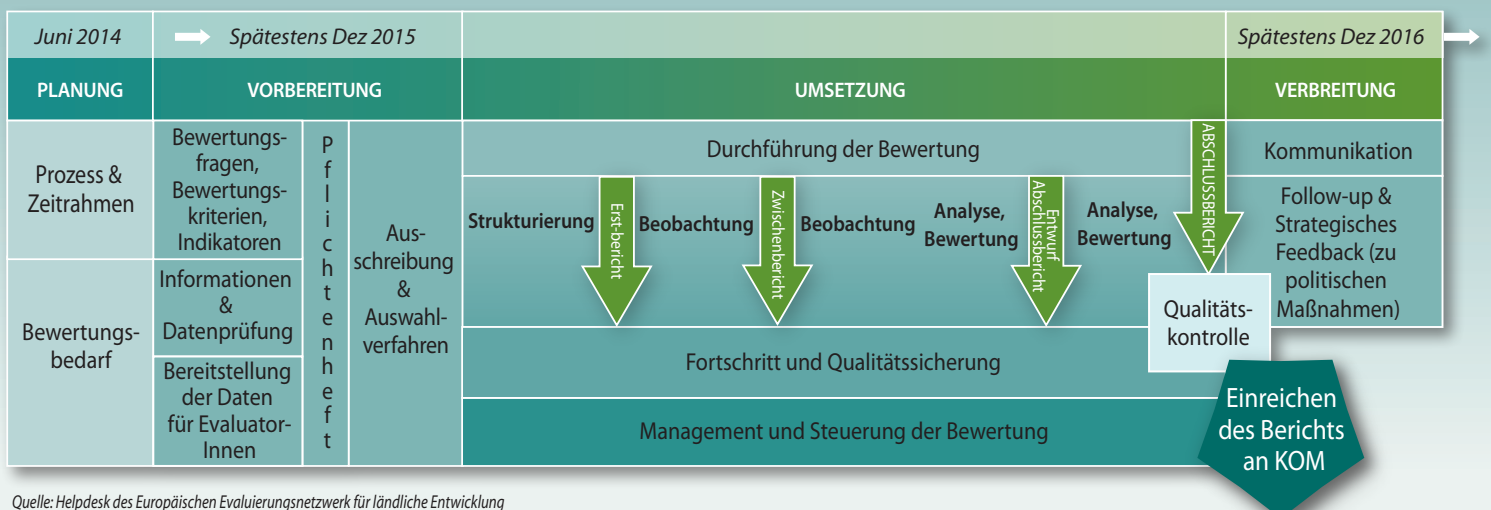 Juni 2014
Spätestens Dez 2015
Spätestens Dez 2016
PLANUNG
VORBEREITUNG
UMSETZUNG
VERBREITUNG
Prozess &
Zeitrahmen
Bewertungs-
bedarf
Bewertungs-
fragen,
Bewertungs-
kriterien,
Indikatoren
Informationen
&
Datenprüfung
Bereitstellung
der Daten
für Evaluator-
Innen
Pflichtenheft
Aus-
schreibung
&
Auswahl-
verfahren
Durchführung der Bewertung
Strukturierung
Erst-bericht
Beobachtung
Zwischenbericht
Beobachtung
Analyse,
Bewertung
Entwurf
Abschlussbericht
Analyse,
Bewertung
ABSCHLUSSBERICHT
Qualitäts-
kontrolle
Fortschritt und Qualitätssicherung
Management und Steuerung der Bewertung
Kommunikation
Follow-up &
Strategisches
Feedback (zu
politischen
Maßnahmen)
Einreichen
des Berichts
an KOM
Quelle: Helpdesk des Europäischen Evaluierungsnetzwerk für ländliche Entwicklung